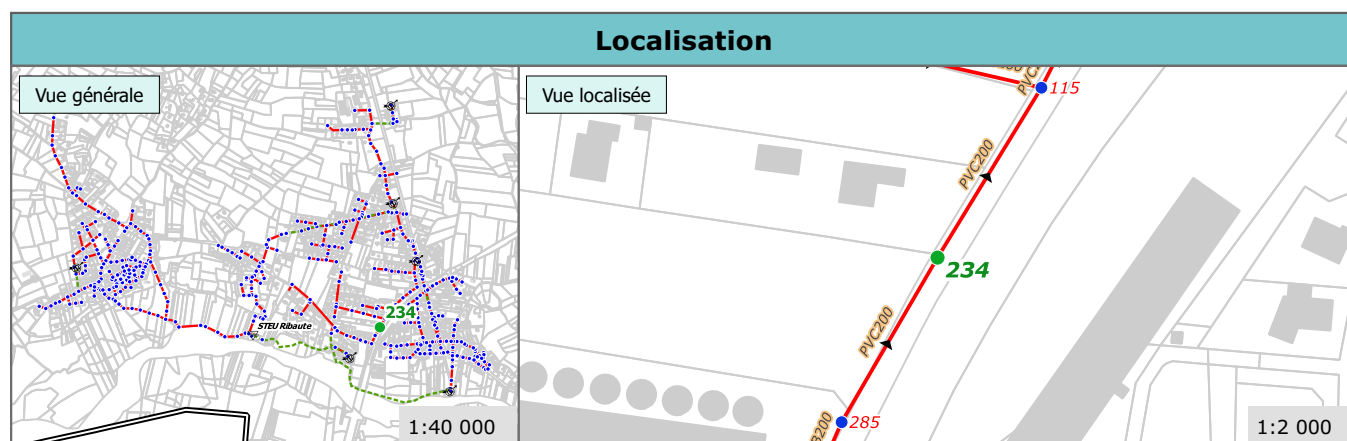 Localisation
Vue générale
234
STEU Ribaute
1:40 000
Vue localisée
115
PVC200
234
PVC200
285
1:2 000